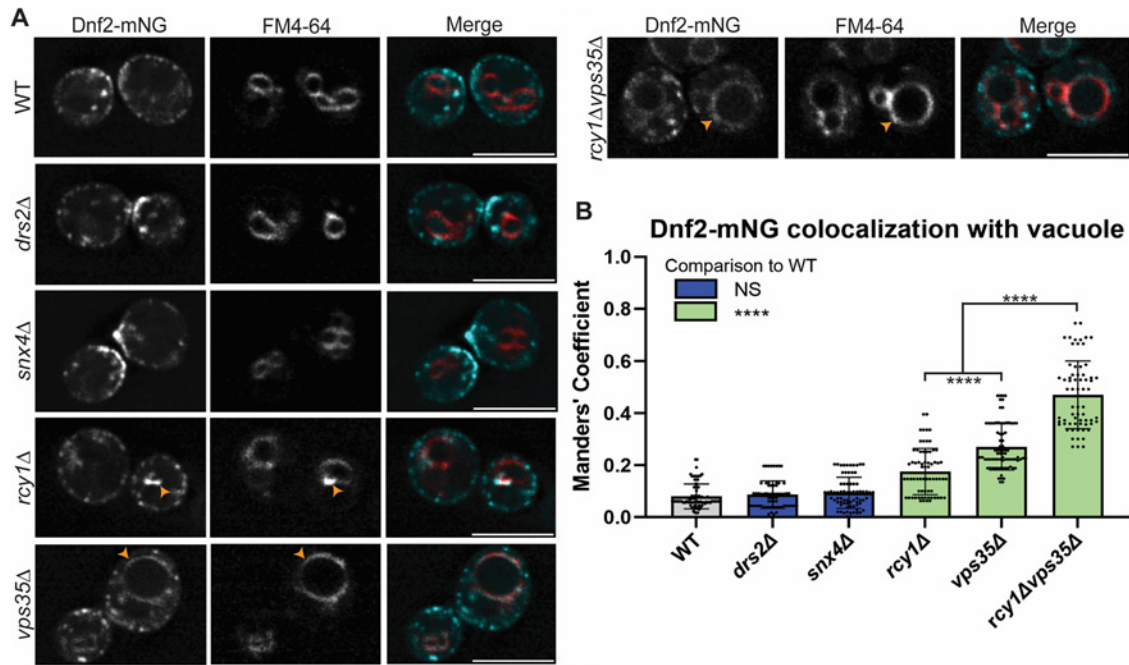 A
Dnf2-mNG FM4-64 Merge
WT
drs2Δ
snx4Δ
rcy1Δ
vps35Δ
Dnf2-mNG FM4-64 Merge
rcy1Δvps35Δ
B
Dnf2-mNG colocalization with vacuole
Comparison to WT
NS
****
****
****
Manders' Coefficient
1.0
0.8
0.6
0.4
0.2
0.0
WT drs2Δ snx4Δ rcy1Δ vps35Δ rcy1Δvps35Δ